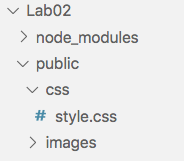 Lab02
node_modules
public
css
# style.css
images